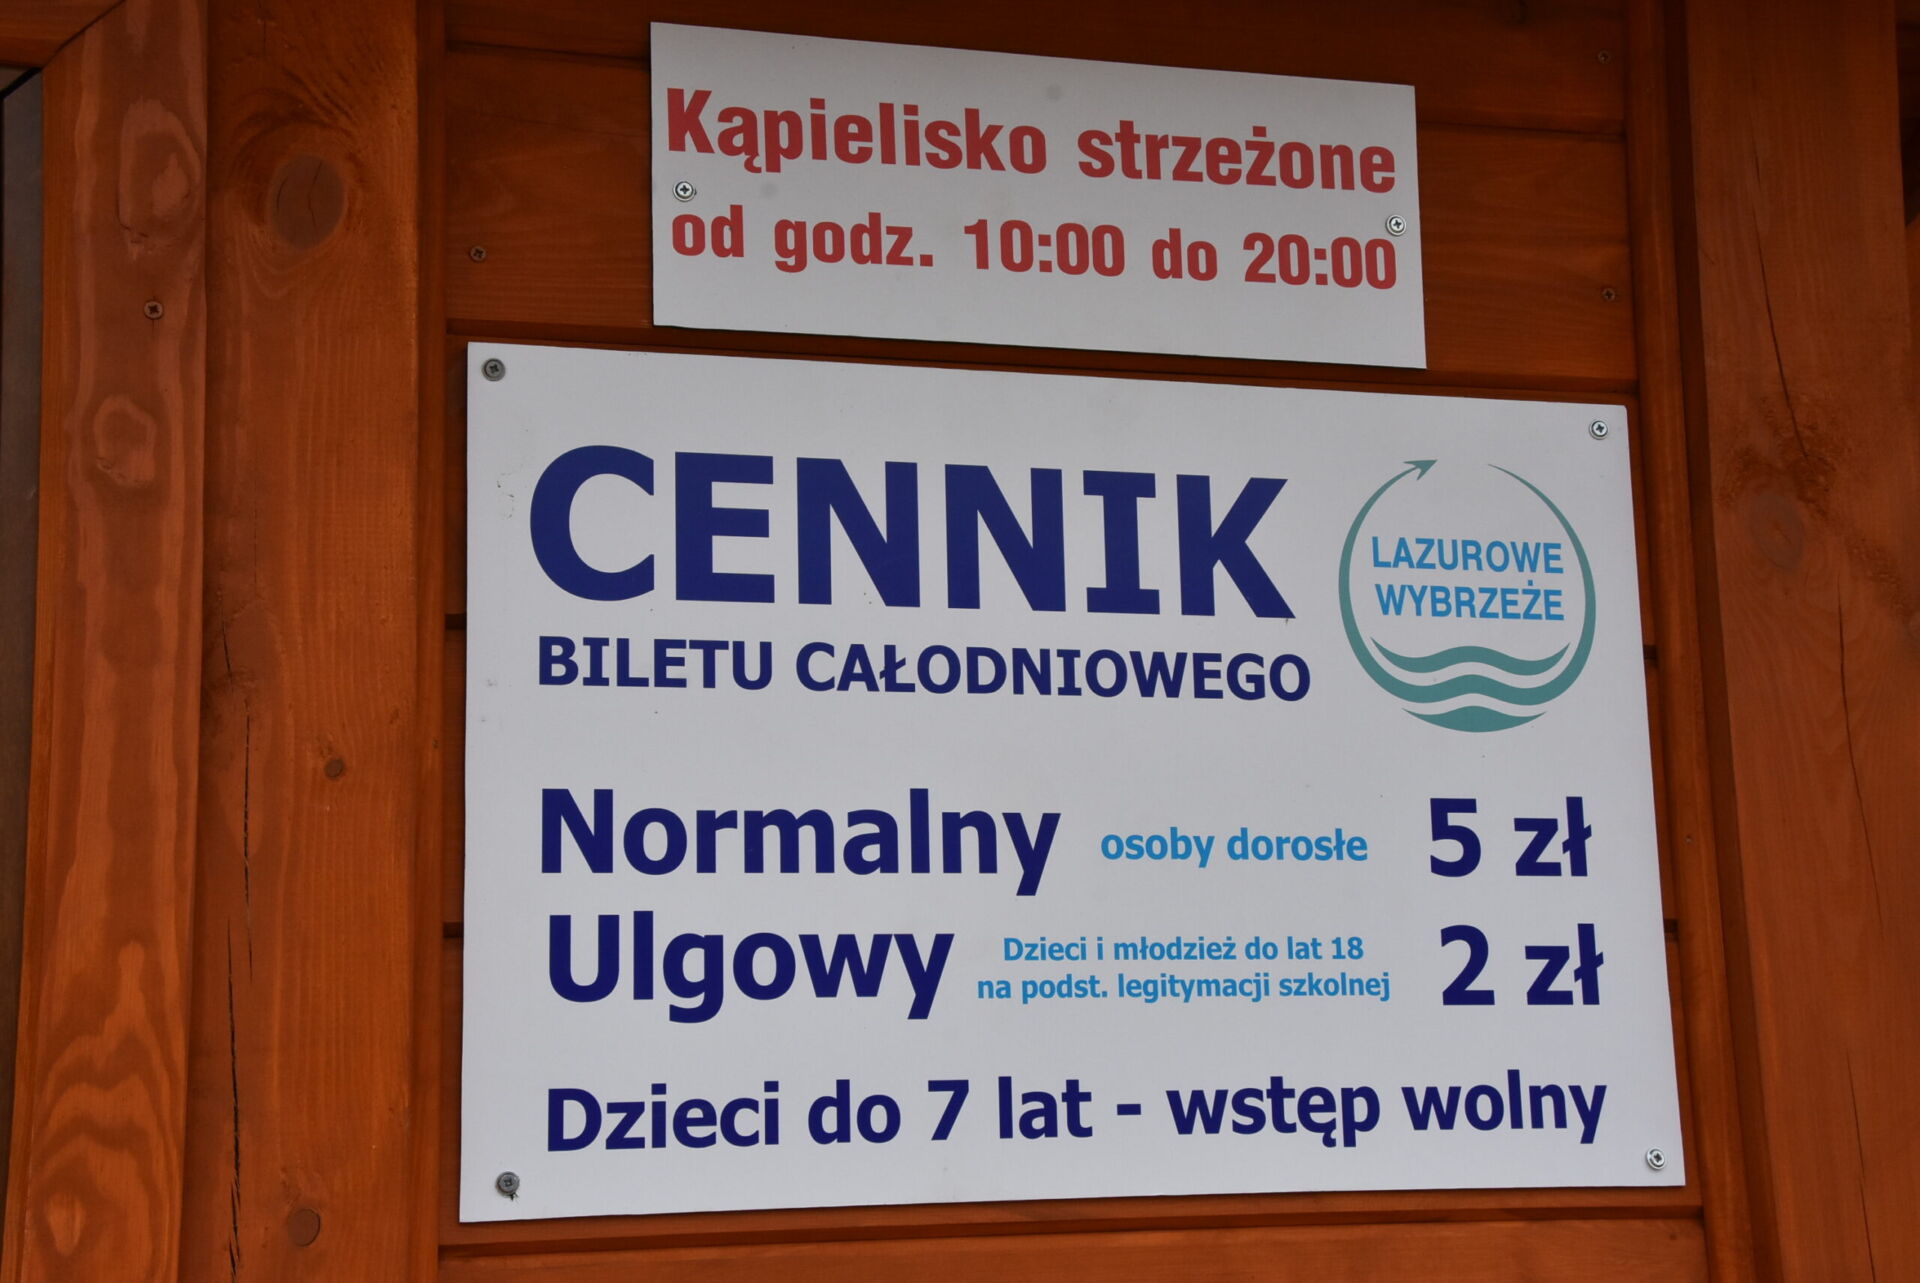 Kąpielisko strzeżone
od godz. 10:00 do 20:00
CENNIK
BILETU CAŁODNIOWEGO
LAZUROWE
WYBRZEŻE
Normalny osoby dorosłe 5 zł
Ulgowy Dzieci i młodzież do lat 18
na podst. legitymacji szkolnej 2 zł
Dzieci do 7 lat - wstęp wolny